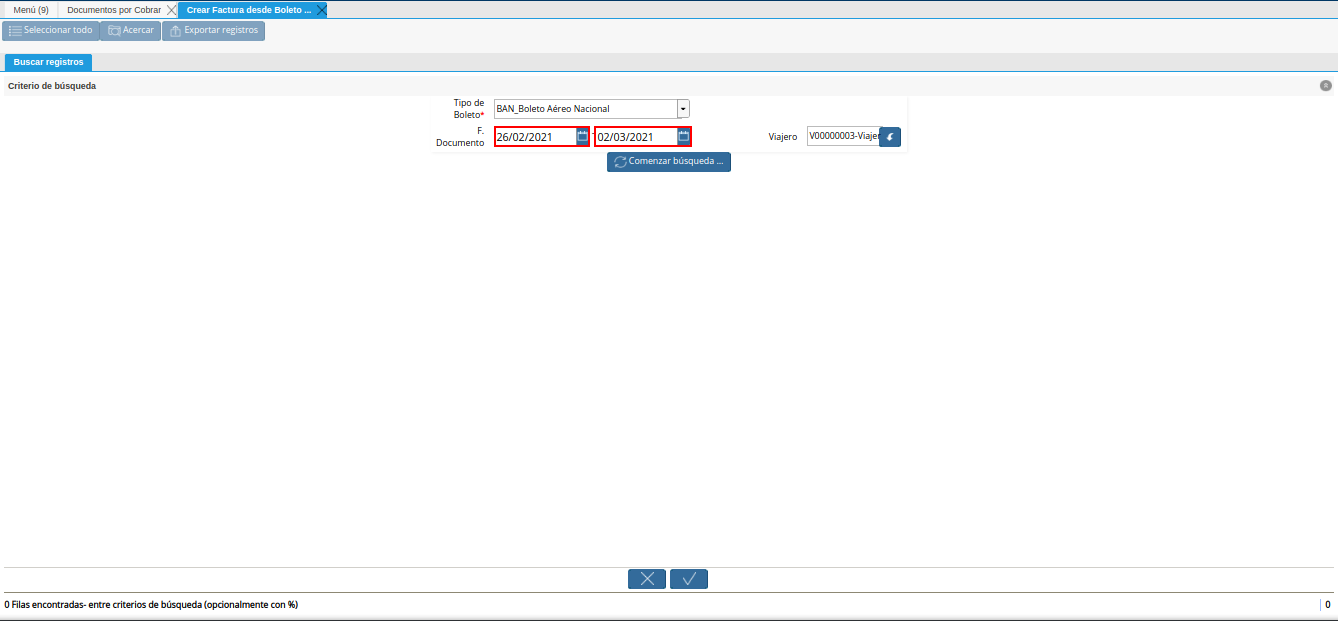 Menú (9) Documentos por Cobrar Crear Factura desde Boleto ...
Seleccionar todo Acercar Exportar registros
Buscar registros
Criterio de búsqueda
Tipo de Boleto* BAN_Boleto Aéreo Nacional
F. Documento 26/02/2021 - 02/03/2021 Viajero V00000003-Viajer
Comenzar búsqueda ...
0 Filas encontradas- entre criterios de búsqueda (opcionalmente con %) 0